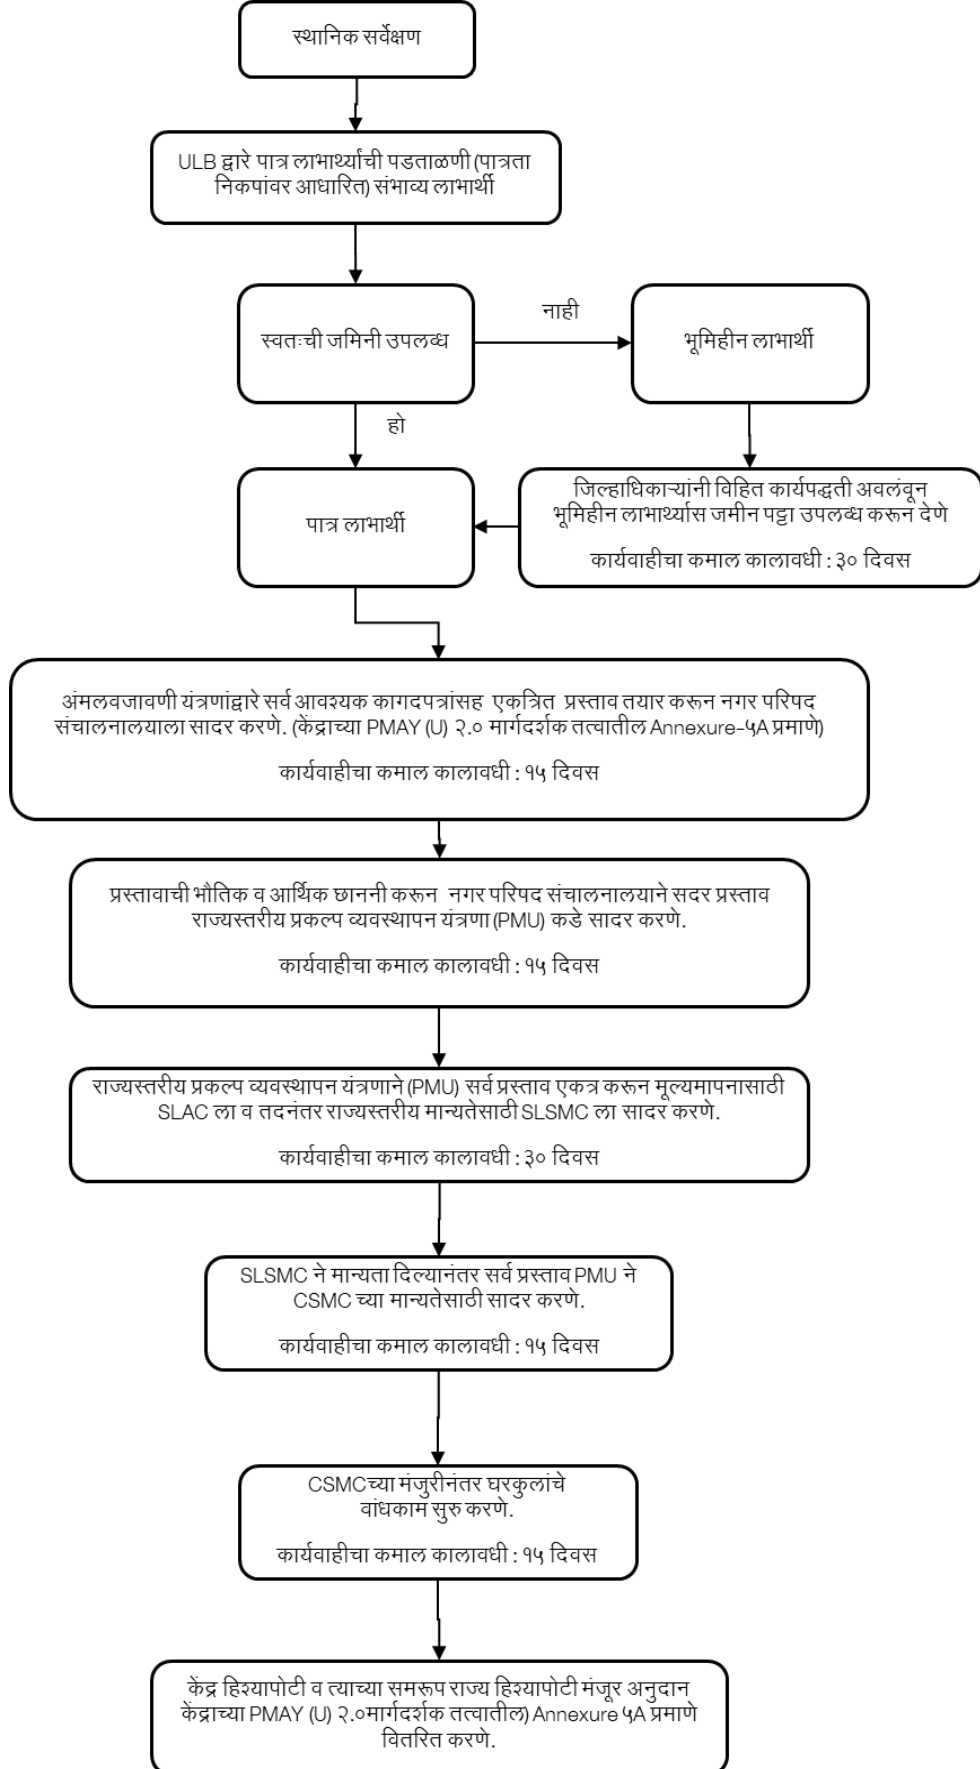 स्थानिक सर्वेक्षण
ULB द्वारे पात्र लाभार्थ्यांची पडताळणी (पात्रता
निकषांवर आधारित) संभाव्य लाभार्थी
स्वतःची जमिनी उपलब्ध
नाही
भूमिहीन लाभार्थी
हो
पात्र लाभार्थी
जिल्हाधिकाऱ्यांनी विहित कार्यपद्धती अवलंबून
भूमिहीन लाभार्थ्यास जमीन पट्टा उपलब्ध करून देणे
कार्यवाहीचा कमाल कालावधी : ३० दिवस
अंमलबजावणी यंत्रणांद्वारे सर्व आवश्यक कागदपत्रांसह एकत्रित प्रस्ताव तयार करून नगर परिषद
संचालनालयाला सादर करणे. (केंद्राच्या PMAY (U) २.० मार्गदर्शक तत्वातील Annexure-५A प्रमाणे)
कार्यवाहीचा कमाल कालावधी : १५ दिवस
प्रस्तावाची भौतिक व आर्थिक छाननी करून नगर परिषद संचालनालयाने सदर प्रस्ताव
राज्यस्तरीय प्रकल्प व्यवस्थापन यंत्रणा (PMU) कडे सादर करणे.
कार्यवाहीचा कमाल कालावधी : १५ दिवस
राज्यस्तरीय प्रकल्प व्यवस्थापन यंत्रणाने (PMU) सर्व प्रस्ताव एकत्र करून मूल्यमापनासाठी
SLAC ला व तदनंतर राज्यस्तरीय मान्यतेसाठी SLSMC ला सादर करणे.
कार्यवाहीचा कमाल कालावधी : ३० दिवस
SLSMC ने मान्यता दिल्यानंतर सर्व प्रस्ताव PMU ने
CSMC च्या मान्यतेसाठी सादर करणे.
कार्यवाहीचा कमाल कालावधी : १५ दिवस
CSMCच्या मंजुरीनंतर घरकुलांचे
बांधकाम सुरु करणे.
कार्यवाहीचा कमाल कालावधी : १५ दिवस
केंद्र हिश्यापोटी व त्याच्या समरूप राज्य हिश्यापोटी मंजूर अनुदान
केंद्राच्या PMAY (U) २.०मार्गदर्शक तत्वातील) Annexure ५A प्रमाणे
वितरित करणे.